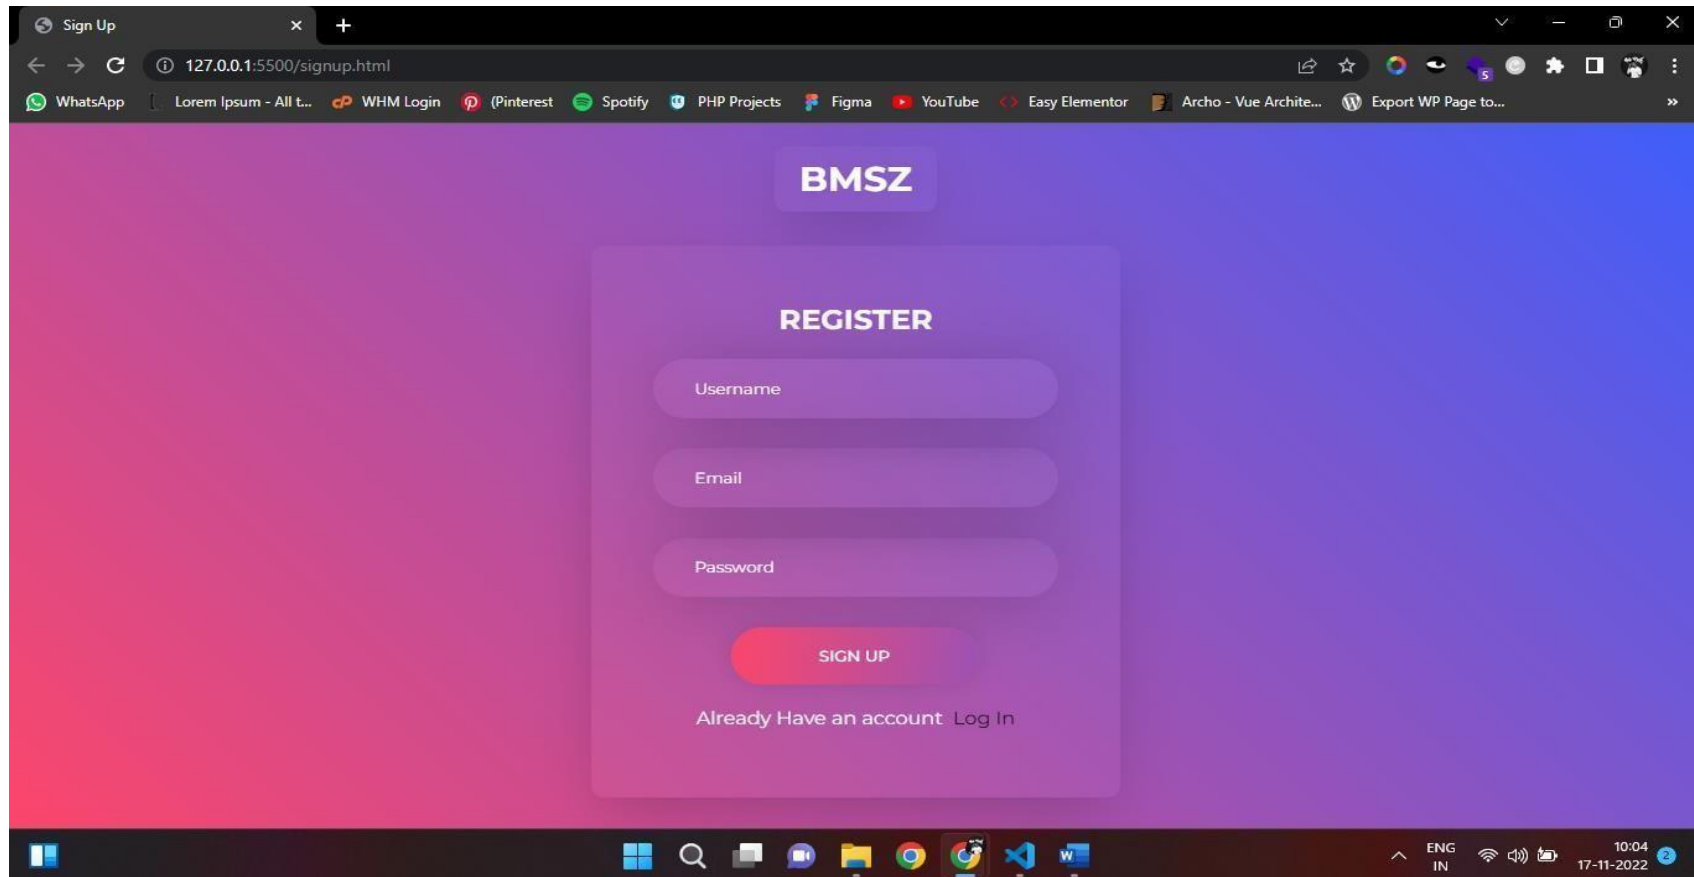 Sign Up
127.0.0.1:5500/signup.html
WhatsApp Lorem Ipsum - All t... WHM Login (Pinterest Spotify PHP Projects Figma YouTube Easy Elementor Archo - Vue Archite... Export WP Page to... »
BMSZ
REGISTER
Username
Email
Password
SIGN UP
Already Have an account Log In
ENG
IN
10:04
17-11-2022
2